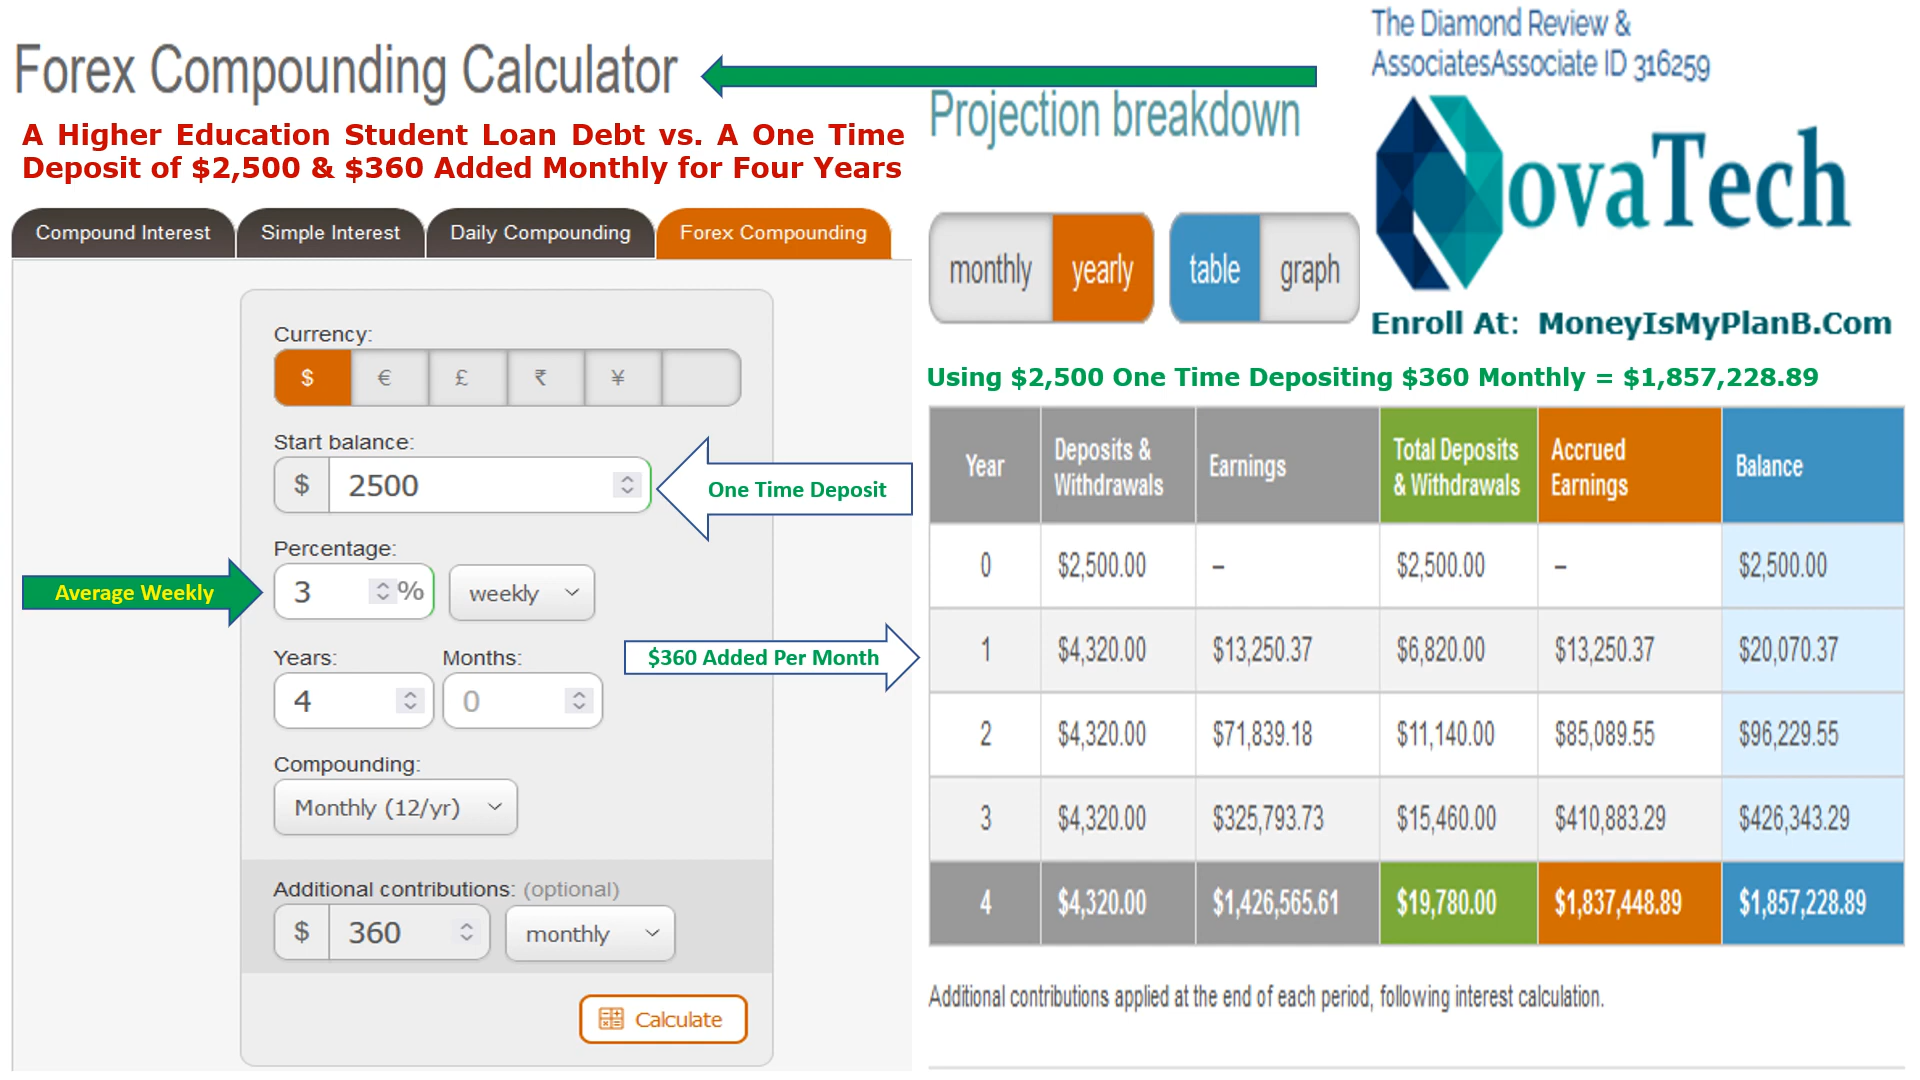 Forex Compounding Calculator
A Higher Education Student Loan Debt vs. A One Time
Deposit of $2,500 & $360 Added Monthly for Four Years
Compound Interest
Simple Interest
Daily Compounding
Forex Compounding
Currency:
$
€
£
₹
¥
Start balance:
$ 2500
One Time Deposit
Percentage:
Average Weekly
3 %
weekly
Years:
Months:
4
0
$360 Added Per Month
Compounding:
Monthly (12/yr)
Additional contributions: (optional)
$ 360
monthly
Calculate
The Diamond Review &
AssociatesAssociate ID 316259
Projection breakdown
NovaTech
monthly
yearly
table
graph
Enroll At: MoneyIsMyPlanB.Com
Using $2,500 One Time Depositing $360 Monthly = $1,857,228.89
Year
Deposits &
Withdrawals
Earnings
Total Deposits
& Withdrawals
Accrued
Earnings
Balance
0 $2,500.00 – $2,500.00 – $2,500.00
1 $4,320.00 $13,250.37 $6,820.00 $13,250.37 $20,070.37
2 $4,320.00 $71,839.18 $11,140.00 $85,089.55 $96,229.55
3 $4,320.00 $325,793.73 $15,460.00 $410,883.29 $426,343.29
4 $4,320.00 $1,426,565.61 $19,780.00 $1,837,448.89 $1,857,228.89
Additional contributions applied at the end of each period, following interest calculation.